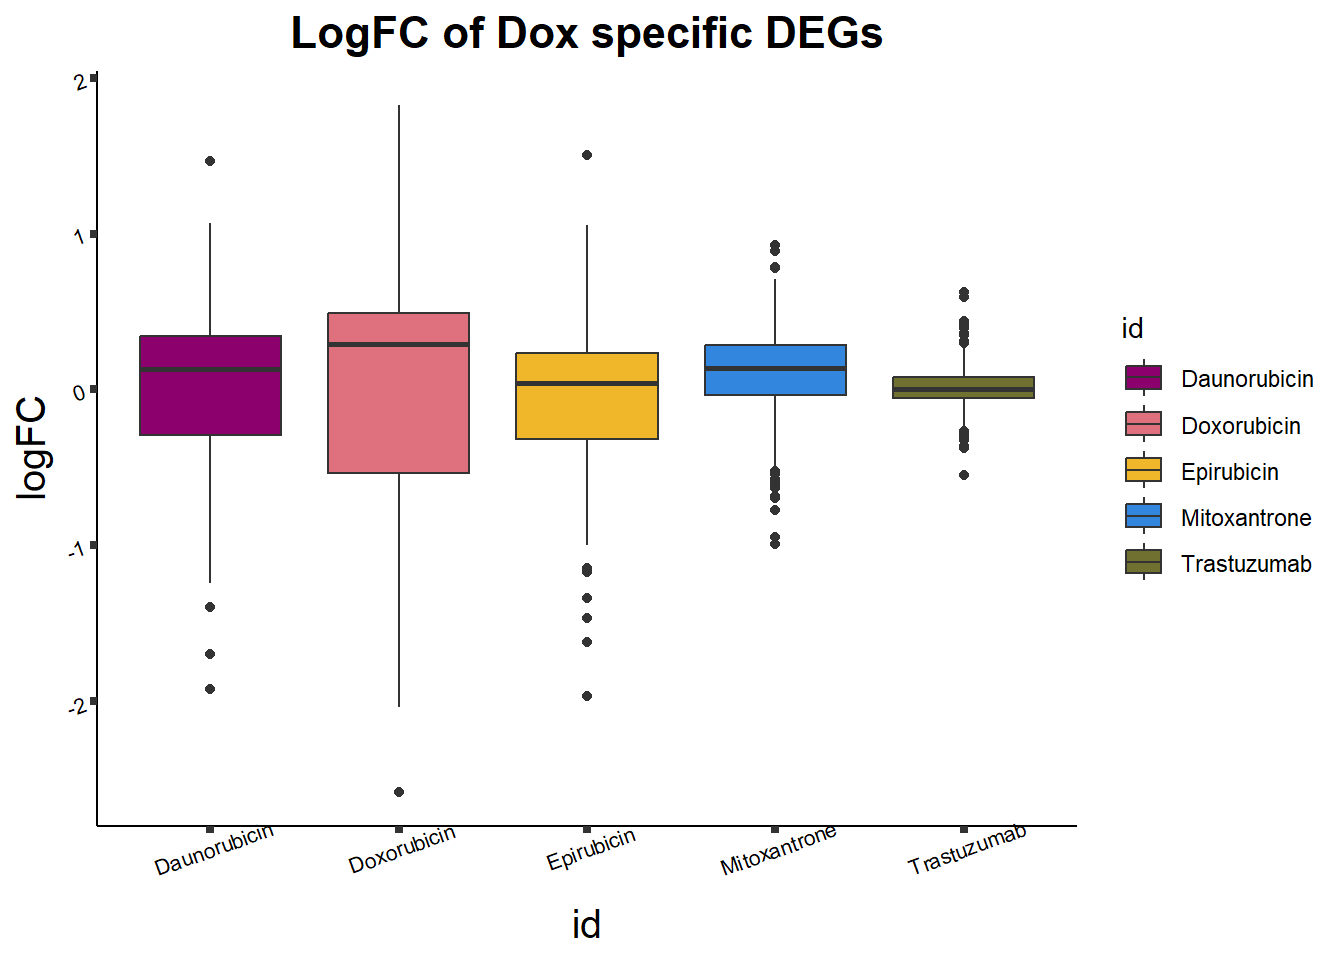 LogFC of Dox specific DEGs
logFC
2
1
0
-1
-2
Daunorubicin
Doxorubicin
Epirubicin
Mitoxantrone
Trastuzumab
id
id
Daunorubicin
Doxorubicin
Epirubicin
Mitoxantrone
Trastuzumab